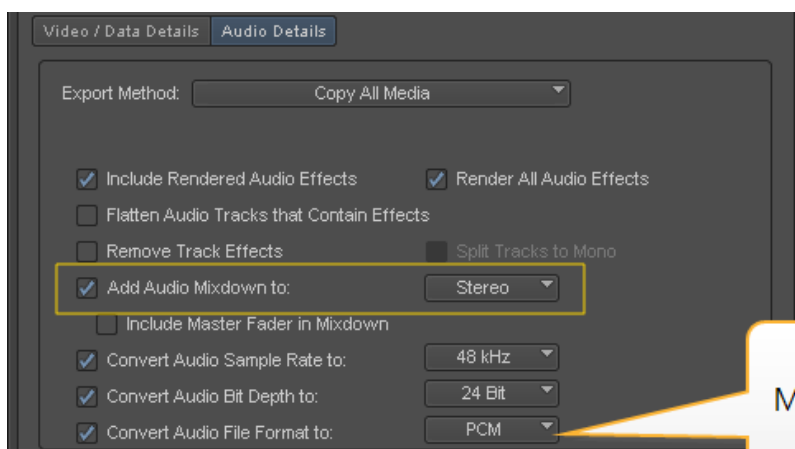 Video / Data Details Audio Details
Export Method: Copy All Media
Include Rendered Audio Effects Render All Audio Effects
Flatten Audio Tracks that Contain Effects
Remove Track Effects Split Tracks to Mono
Add Audio Mixdown to: Stereo
Include Master Fader in Mixdown
Convert Audio Sample Rate to: 48 kHz
Convert Audio Bit Depth to: 24 Bit
Convert Audio File Format to: PCM